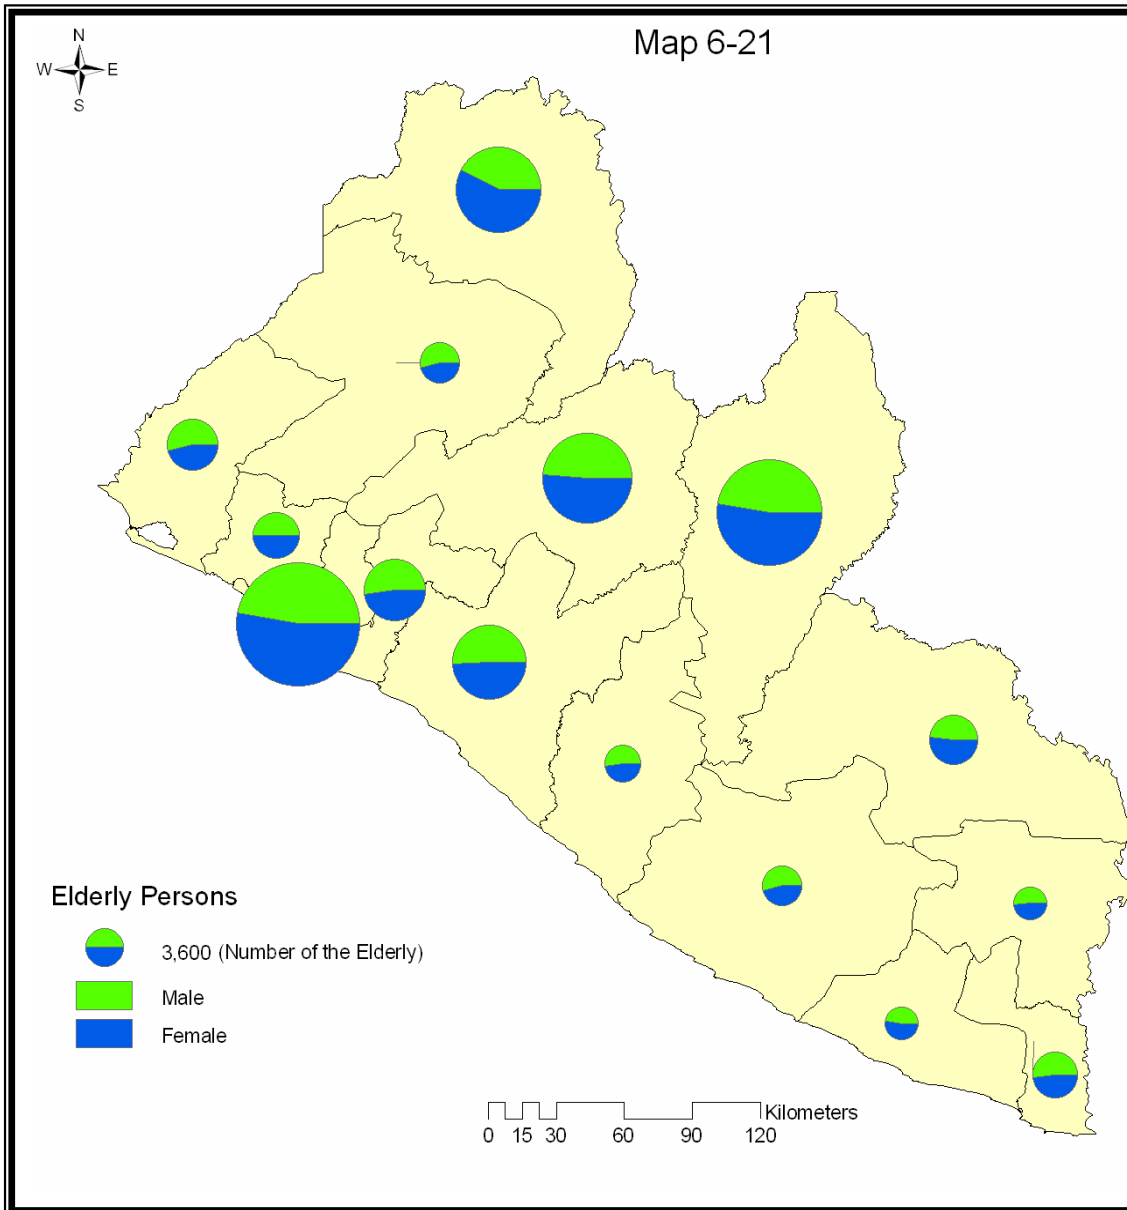 Map 6-21
N
W E
S
Elderly Persons
3,600 (Number of the Elderly)
Male
Female
Kilometers
0 15 30 60 90 120